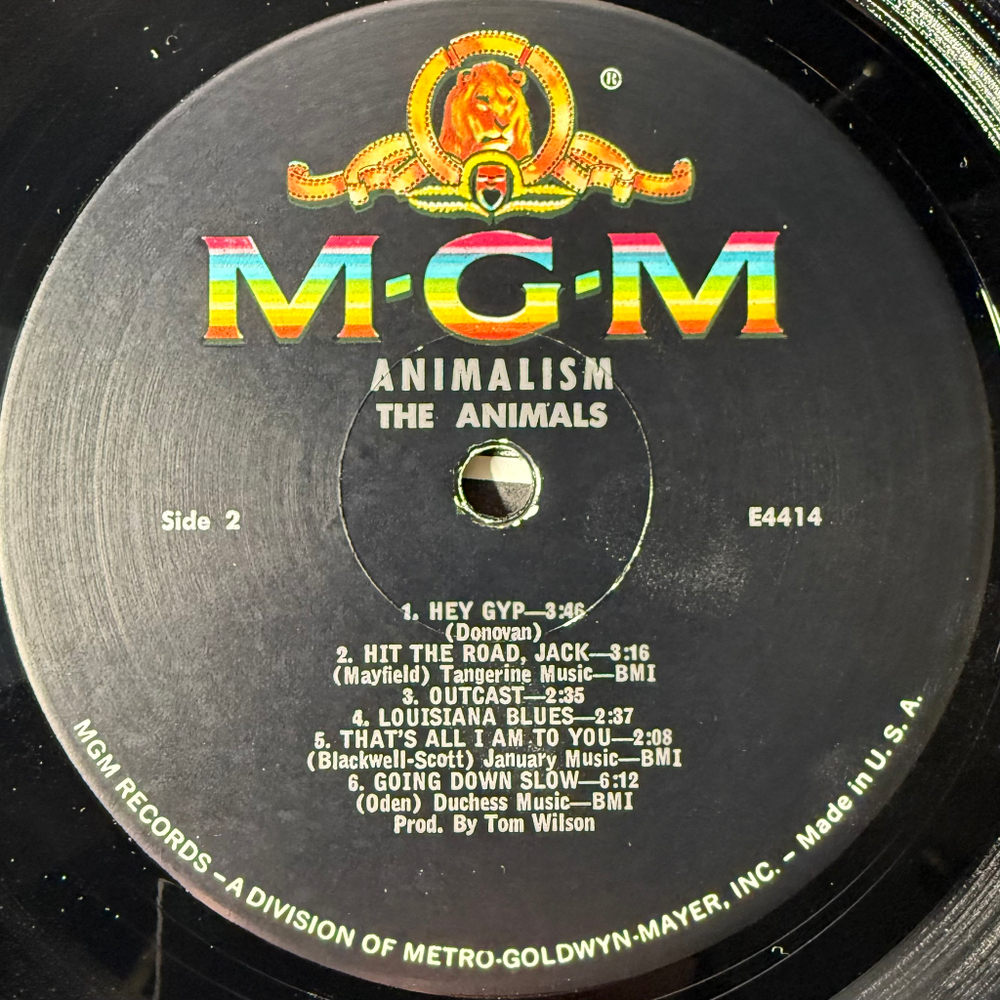 ®
M·G·M
ANIMALISM
THE ANIMALS
Side 2
E4414
1. HEY GYP—3:46
(Donovan)
2. HIT THE ROAD, JACK—3:16
(Mayfield) Tangerine Music—BMI
3. OUTCAST—2:35
4. LOUISIANA BLUES—2:37
5. THAT'S ALL I AM TO YOU—2:08
(Blackwell-Scott) January Music—BMI
6. GOING DOWN SLOW—6:12
(Oden) Duchess Music—BMI
Prod. By Tom Wilson
MGM RECORDS – A DIVISION OF METRO-GOLDWYN-MAYER, INC. – Made in U. S. A.